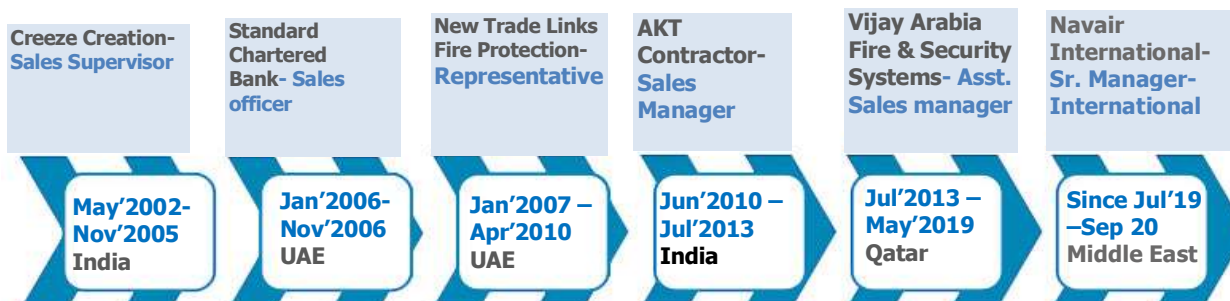 Creeze Creation-
Sales Supervisor
May’2002-
Nov’2005
India
Standard
Chartered
Bank- Sales
officer
Jan’2006-
Nov’2006
UAE
New Trade Links
Fire Protection-
Representative
Jan’2007 –
Apr’2010
UAE
AKT
Contractor-
Sales
Manager
Jun’2010 –
Jul’2013
India
Vijay Arabia
Fire & Security
Systems- Asst.
Sales manager
Jul’2013 –
May’2019
Qatar
Navair
International-
Sr. Manager-
International
Since Jul’19
–Sep 20
Middle East